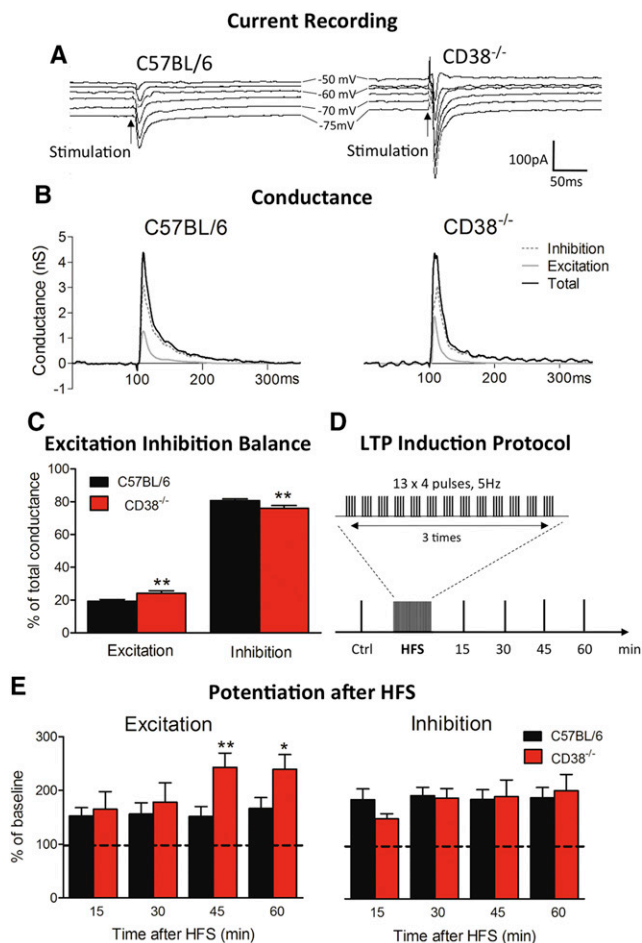 Current Recording
A
C57BL/6
CD38-/-
-50 mV
-60 mV
-70 mV
-75mV
Stimulation
Stimulation
100pA
50ms
B
Conductance
C57BL/6
CD38-/-
Inhibition
Excitation
Total
Conductance (nS)
5
4
3
2
1
0
-1
100
200
300ms
100
200
300ms
C
Excitation Inhibition Balance
C57BL/6
CD38-/-
% of total conductance
100
80
60
40
20
0
**
**
Excitation
Inhibition
D
LTP Induction Protocol
13 x 4 pulses, 5Hz
3 times
Ctrl
HFS
15
30
45
60
min
E
Potentiation after HFS
Excitation
Inhibition
C57BL/6
CD38-/-
% of baseline
300
200
100
0
**
*
15
30
45
60
15
30
45
60
Time after HFS (min)
Time after HFS (min)